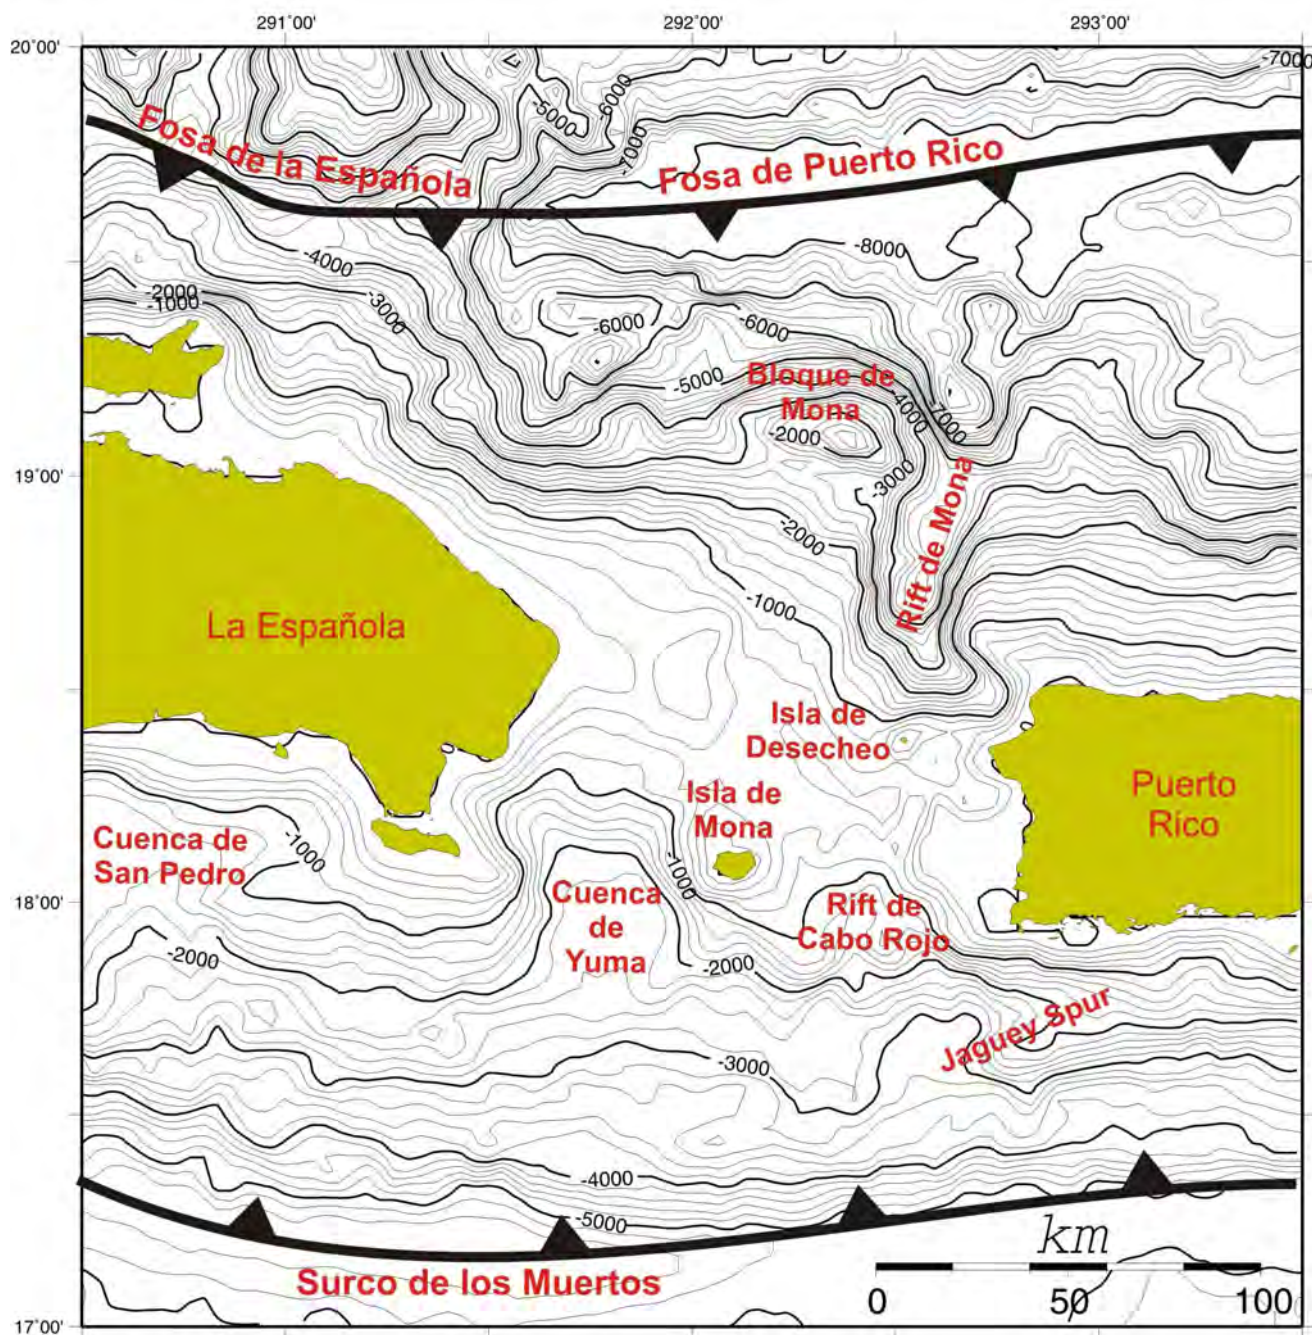 291°00'
292°00'
293°00'
20°00'
-7000
-5000
-6000
-7000
Fosa de la Española
Fosa de Puerto Rico
-8000
-4000
-2000
-1000
-3000
-6000
-6000
-5000
Bloque de
Mona
-4000
-7000
-2000
-3000
19°00'
Rift de Mona
-2000
-1000
La Española
Isla de
Desecheo
Puerto
Rico
Isla de
Mona
Cuenca de
San Pedro
-1000
-1000
18°00'
Cuenca
de
Yuma
Rift de
Cabo Rojo
-2000
-2000
Jaguey Spur
-3000
-4000
-5000
Surco de los Muertos
km
0
50
100
17°00'